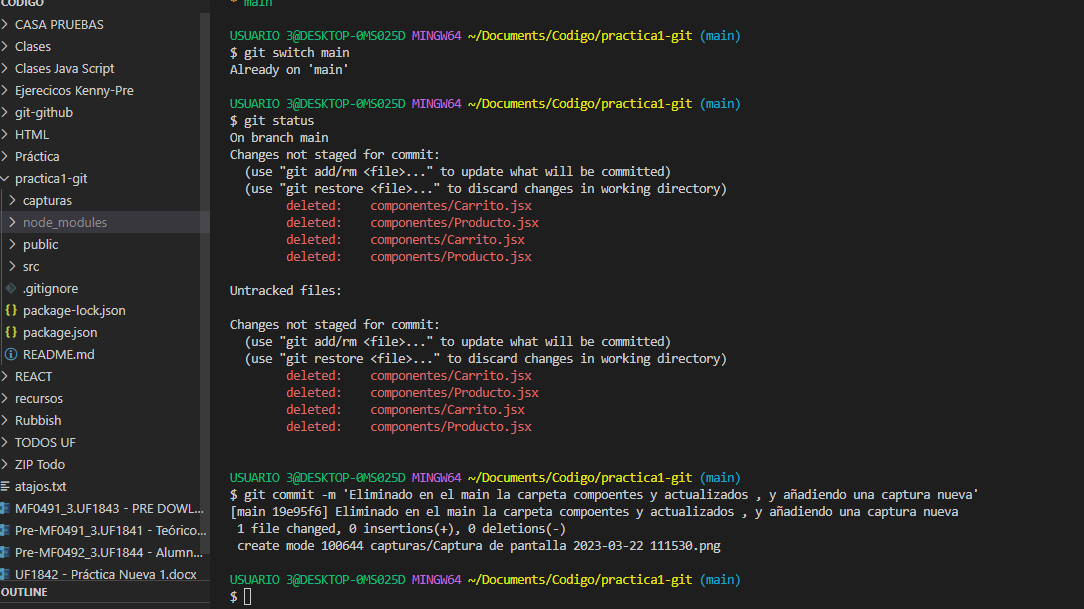 CODIGO
CASA PRUEBAS
Clases
Clases Java Script
Ejerecicos Kenny-Pre
git-github
HTML
Práctica
practica1-git
capturas
node_modules
public
src
.gitignore
package-lock.json
package.json
README.md
REACT
recursos
Rubbish
TODOS UF
ZIP Todo
atajos.txt
MF0491_3.UF1843 - PRE DOWL...
Pre-MF0491_3.UF1841 - Teórico...
Pre-MF0492_3.UF1844 - Alumn...
UF1842 - Práctica Nueva 1.docx
OUTLINE
* main
USUARIO 3@DESKTOP-0MS025D MINGW64 ~/Documents/Codigo/practica1-git (main)
$ git switch main
Already on 'main'
USUARIO 3@DESKTOP-0MS025D MINGW64 ~/Documents/Codigo/practica1-git (main)
$ git status
On branch main
Changes not staged for commit:
(use "git add/rm <file>..." to update what will be committed)
(use "git restore <file>..." to discard changes in working directory)
deleted: componentes/Carrito.jsx
deleted: componentes/Producto.jsx
deleted: components/Carrito.jsx
deleted: components/Producto.jsx
Untracked files:
Changes not staged for commit:
(use "git add/rm <file>..." to update what will be committed)
(use "git restore <file>..." to discard changes in working directory)
deleted: componentes/Carrito.jsx
deleted: componentes/Producto.jsx
deleted: components/Carrito.jsx
deleted: components/Producto.jsx
USUARIO 3@DESKTOP-0MS025D MINGW64 ~/Documents/Codigo/practica1-git (main)
$ git commit -m 'Eliminado en el main la carpeta compoentes y actualizados , y añadiendo una captura nueva'
[main 19e95f6] Eliminado en el main la carpeta compoentes y actualizados , y añadiendo una captura nueva
1 file changed, 0 insertions(+), 0 deletions(-)
create mode 100644 capturas/Captura de pantalla 2023-03-22 111530.png
USUARIO 3@DESKTOP-0MS025D MINGW64 ~/Documents/Codigo/practica1-git (main)
$